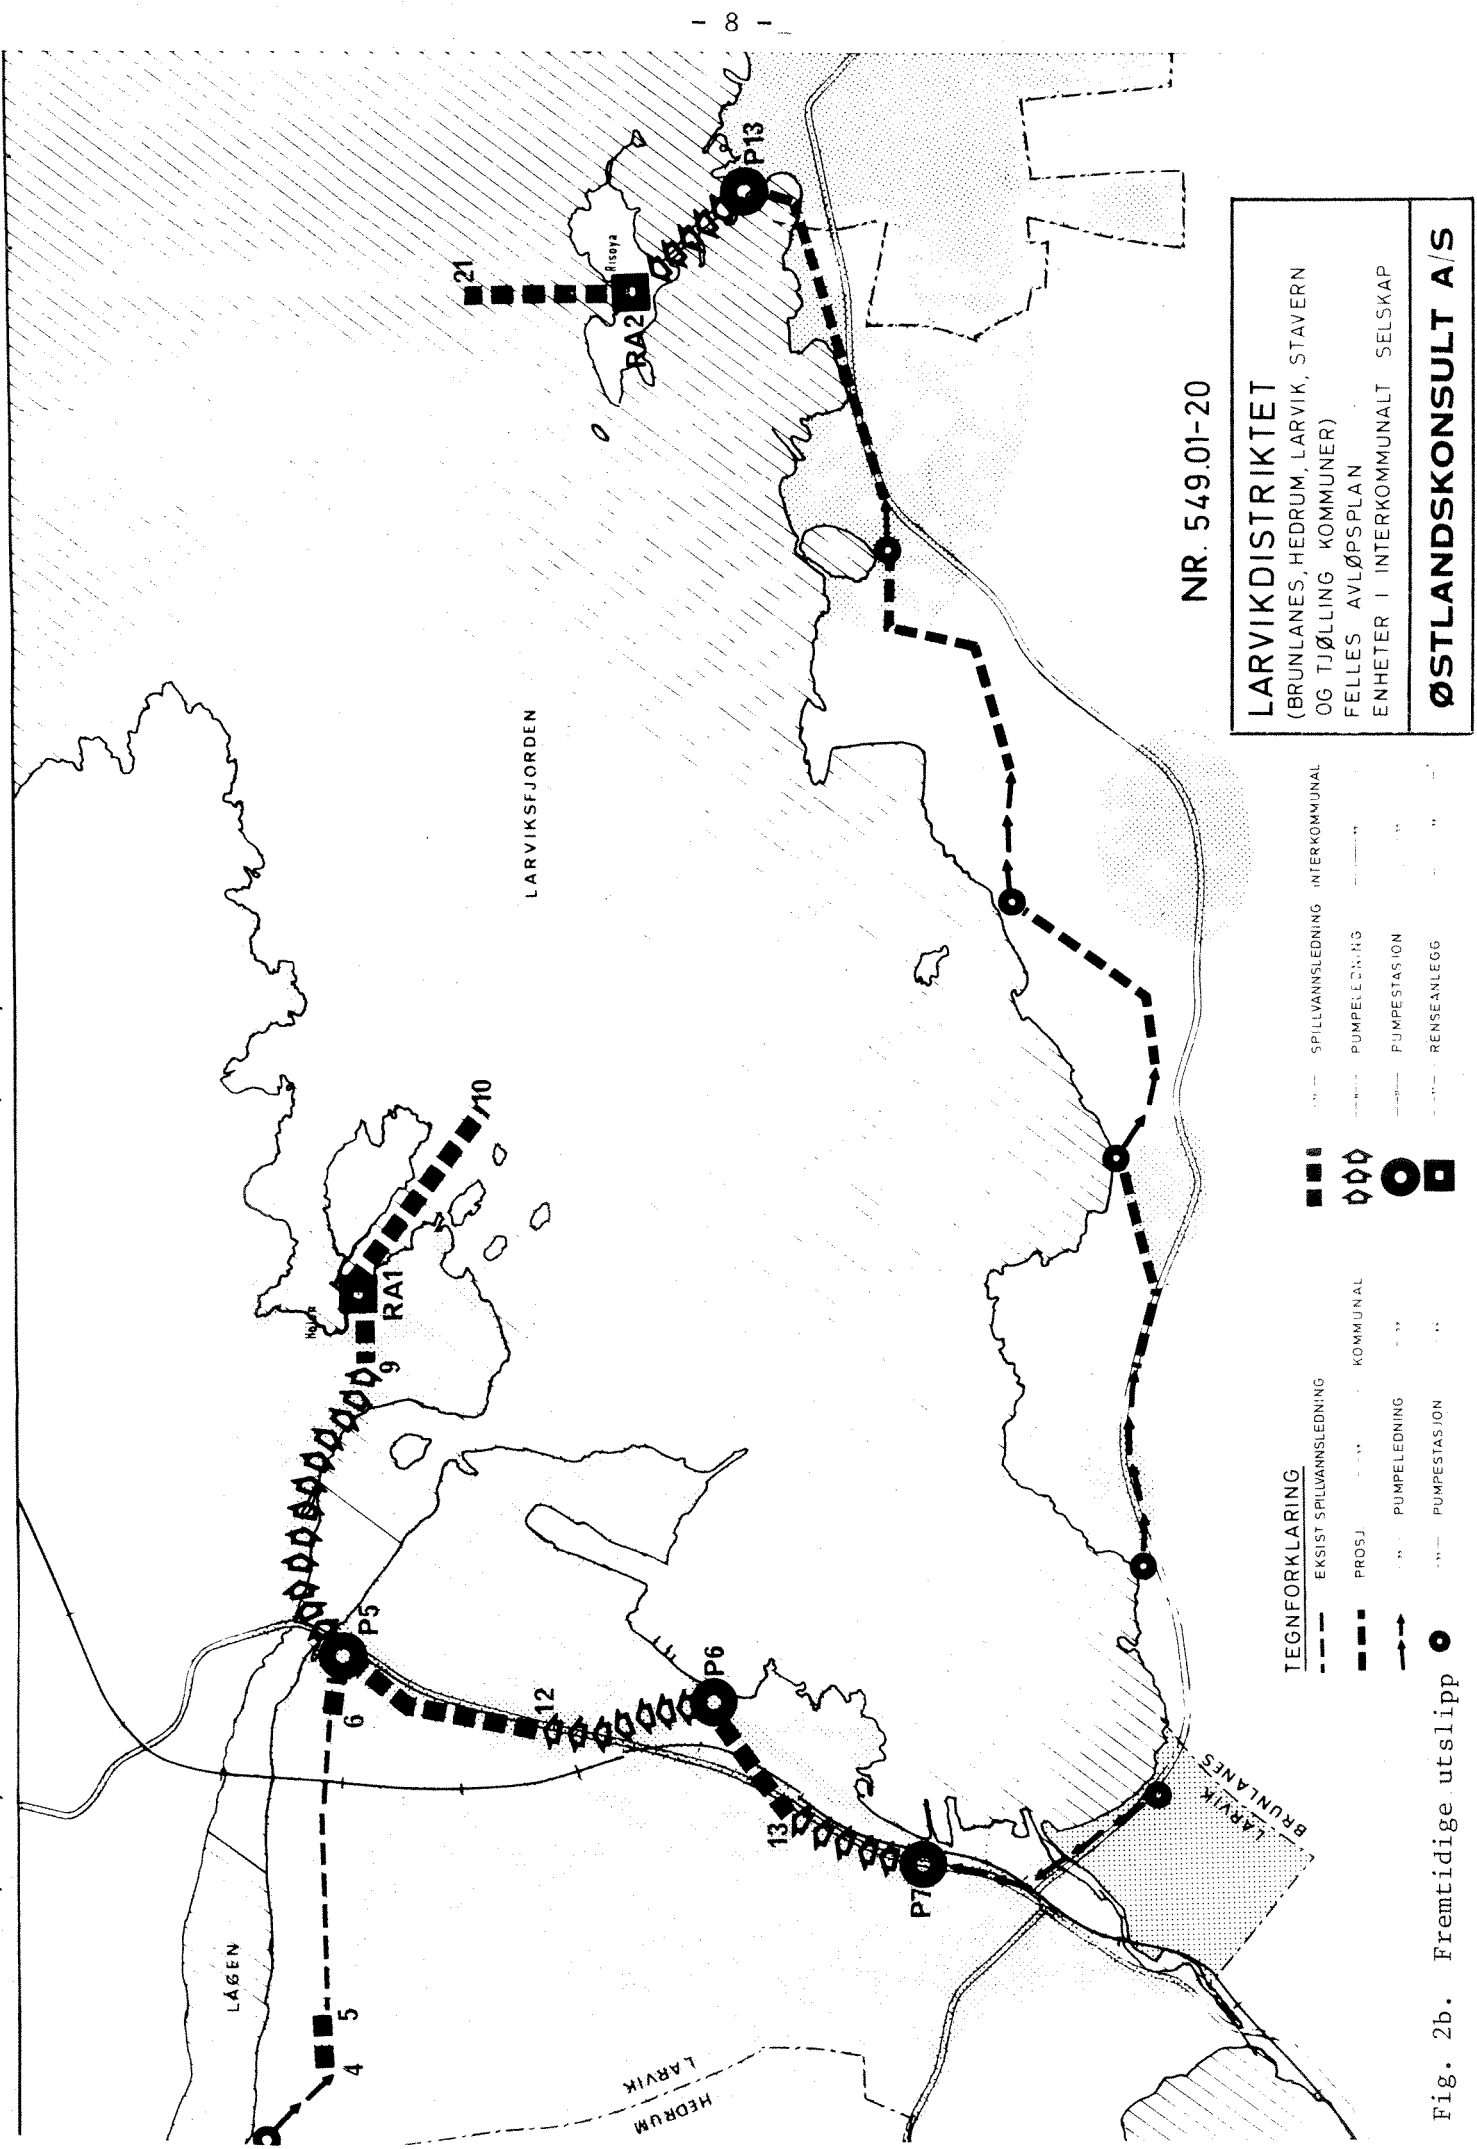 - 8 -
P13
21
Risøya
RA2
NR. 549.01-20
LARVIKDISTRIKTET
(BRUNLANES, HEDRUM, LARVIK, STAVERN
OG TJØLLING KOMMUNER)
FELLES AVLØPSPLAN
ENHETER I INTERKOMMUNALT SELSKAP
ØSTLANDSKONSULT A/S
LARVIKSFJORDEN
10
RA1
9
P5
6
12
P6
13
P7
LÅGEN
5
4
LARVIK
HEDRUM
LARVIK
BRUNLANES
TEGNFORKLARING
EKSIST SPILLVANNSLEDNING
PROSJ. -"- KOMMUNAL
-"- PUMPELEDNING -"-
-"- PUMPESTASJON -"-
-"- SPILLVANNSLEDNING INTERKOMMUNAL
-"- PUMPELEDNING -"-
-"- PUMPESTASJON -"-
-"- RENSEANLEGG -"-
Fig. 2b. Fremtidige utslipp